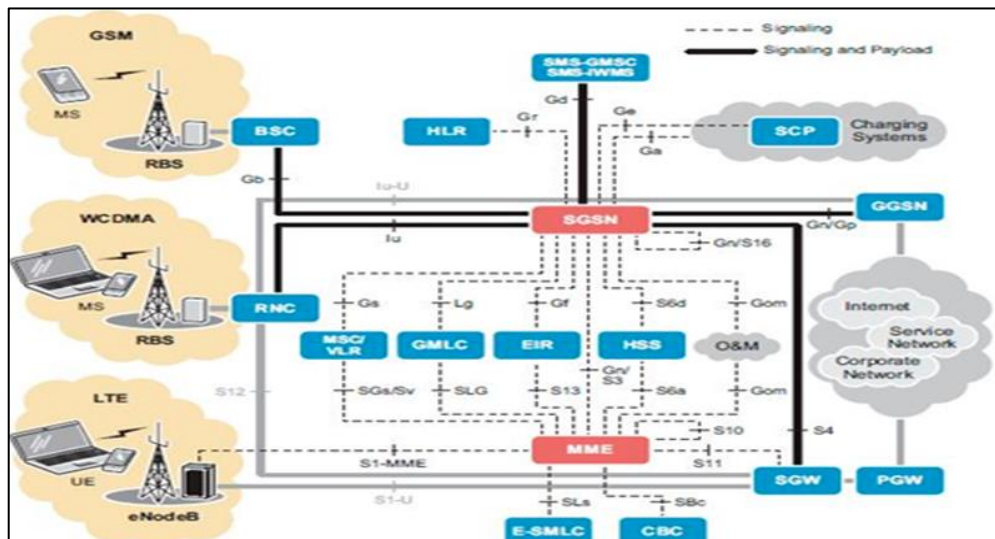 GSM
MS
RBS
BSC
Gb
HLR
Gr
SMS-GMSC
SMS-IWMS
Gd
Signaling
Signaling and Payload
Ge
Ga
SCP
Charging
Systems
Iu-U
Iu
SGSN
GGSN
Gn/Gp
Gn/S16
WCDMA
MS
RBS
RNC
Gs
Lg
Gf
S6d
Gom
MSC/
VLR
GMLC
EIR
HSS
O&M
Internet
Service
Network
Corporate
Network
Gn/
S3
S12
SGs/Sv
SLG
S13
S6a
Gom
LTE
UE
eNodeB
S1-MME
S1-U
MME
S10
S11
S4
SGW
PGW
SLs
SBc
E-SMLC
CBC